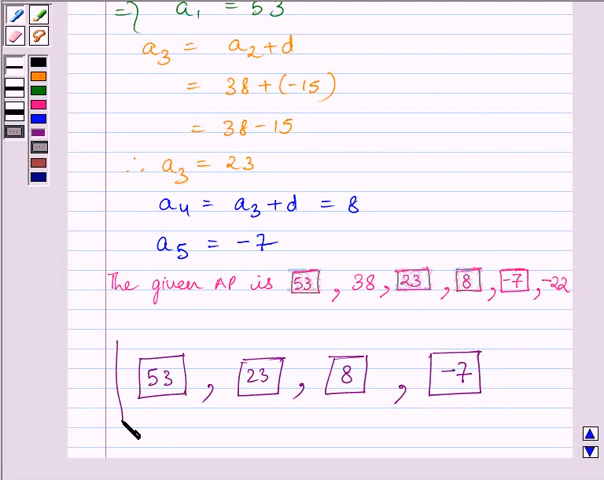 => a₁ = 53
a₃ = a₂ + d
= 38 + (-15)
= 38 - 15
∴ a₃ = 23
a₄ = a₃ + d = 8
a₅ = -7
The given AP is 53, 38, 23, 8, -7, -22
53, 23, 8, -7